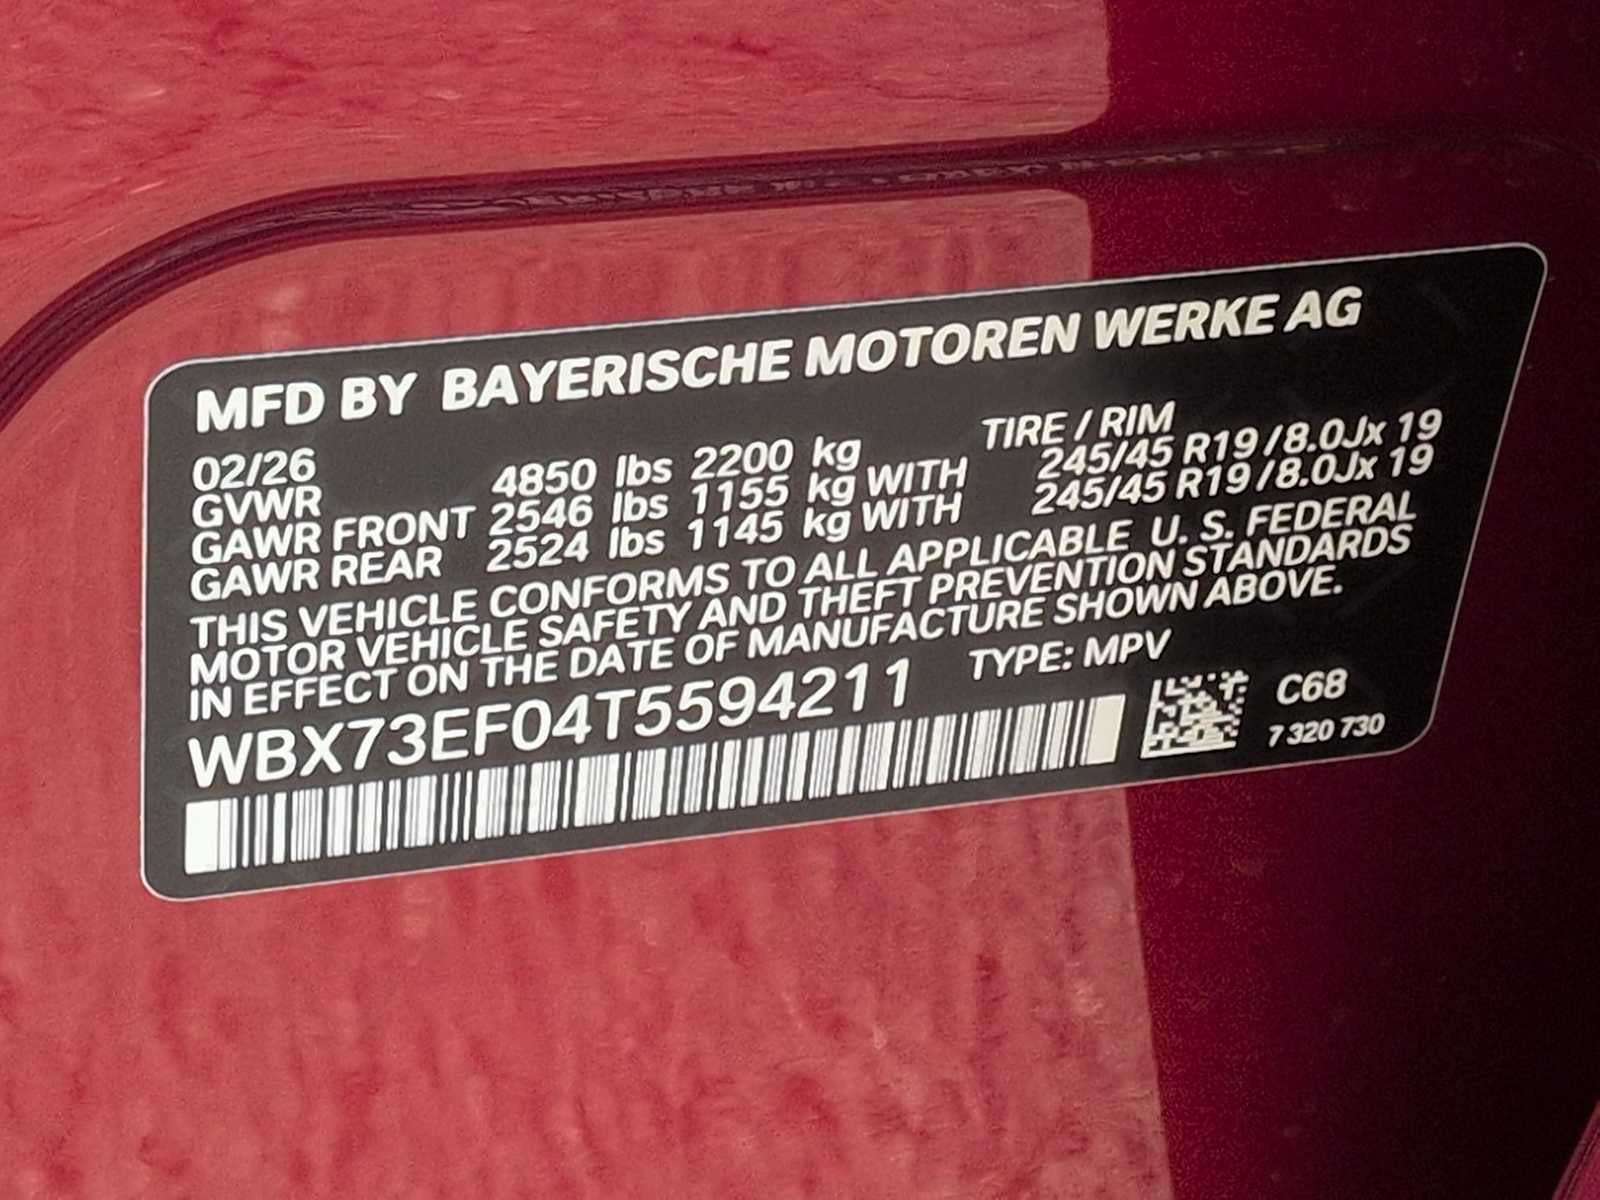 MFD BY BAYERISCHE MOTOREN WERKE AG
02/26 TIRE / RIM
GVWR 4850 lbs 2200 kg
GAWR FRONT 2546 lbs 1155 kg WITH 245/45 R19 / 8.0Jx 19
GAWR REAR 2524 lbs 1145 kg WITH 245/45 R19 / 8.0Jx 19
THIS VEHICLE CONFORMS TO ALL APPLICABLE U. S. FEDERAL
MOTOR VEHICLE SAFETY AND THEFT PREVENTION STANDARDS
IN EFFECT ON THE DATE OF MANUFACTURE SHOWN ABOVE.
WBX73EF04T5594211 TYPE: MPV
C68
7 320 730